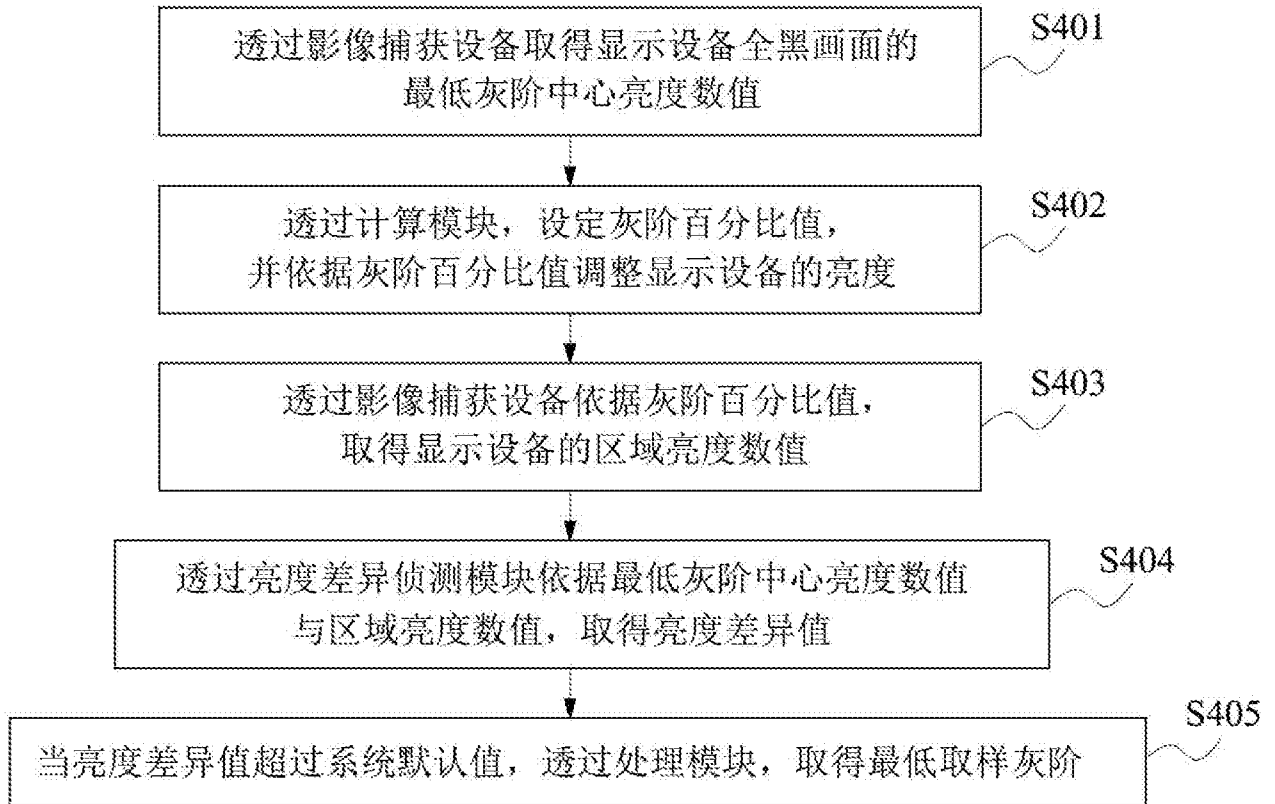 透过影像捕获设备取得显示设备全黑画面的
最低灰阶中心亮度数值
S401
透过计算模块，设定灰阶百分比值，
并依据灰阶百分比值调整显示设备的亮度
S402
透过影像捕获设备依据灰阶百分比值，
取得显示设备的区域亮度数值
S403
透过亮度差异侦测模块依据最低灰阶中心亮度数值
与区域亮度数值，取得亮度差异值
S404
当亮度差异值超过系统默认值，透过处理模块，取得最低取样灰阶
S405